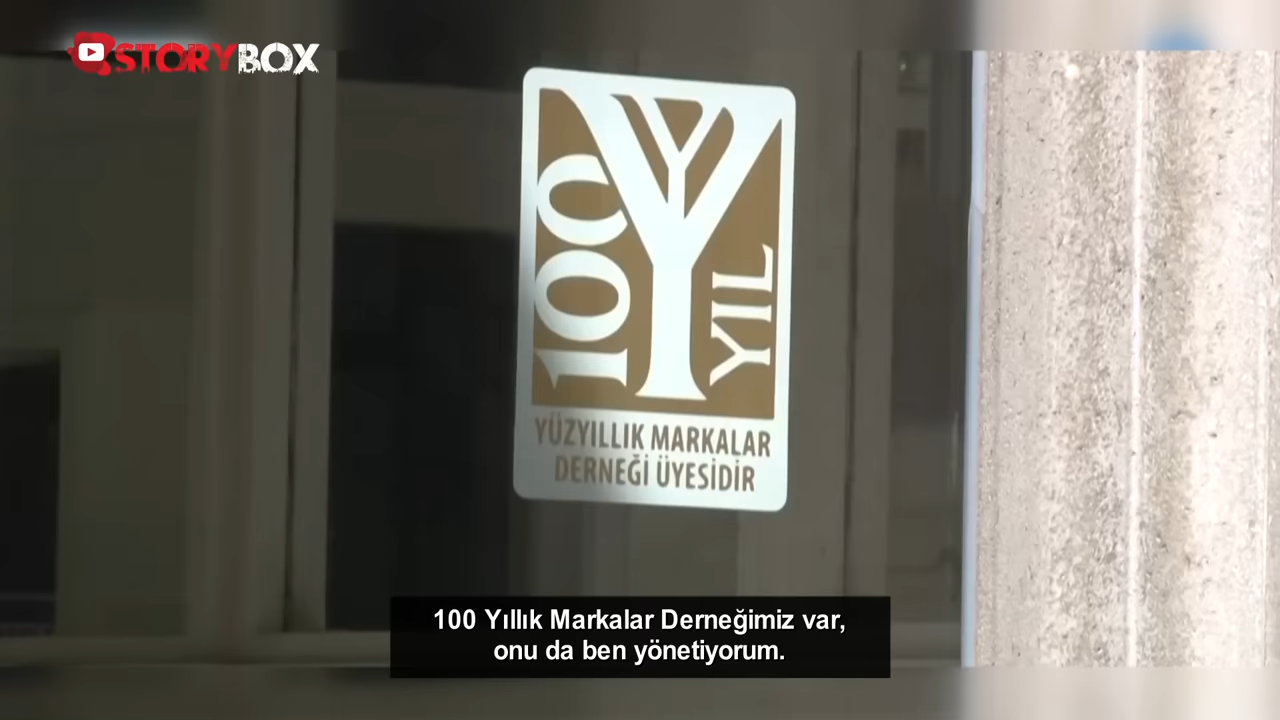 STORYBOX
100
YIL
YÜZYILLIK MARKALAR
DERNEĞİ ÜYESİDİR
100 Yıllık Markalar Derneğimiz var,
onu da ben yönetiyorum.